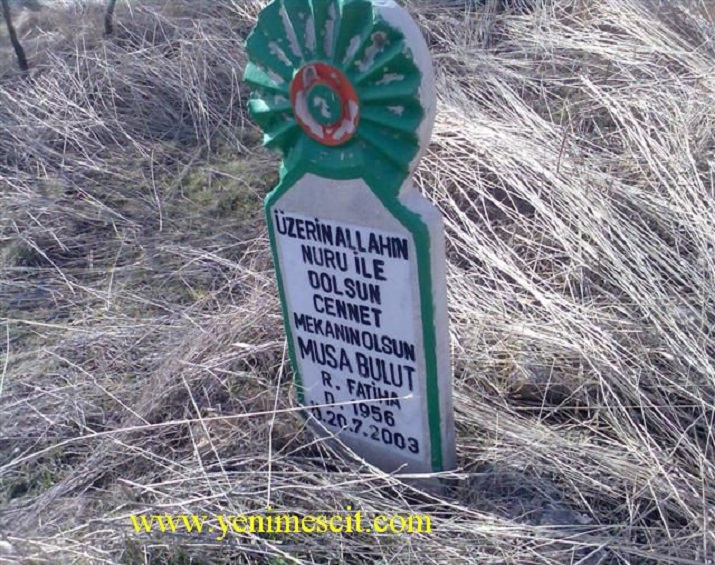 ÜZERİN ALLAHIN
NURU İLE
DOLSUN
CENNET
MEKANIN OLSUN
MUSA BULUT
R. FATİHA
D. 1956
Ö.20.7.2003
www.yenimescit.com